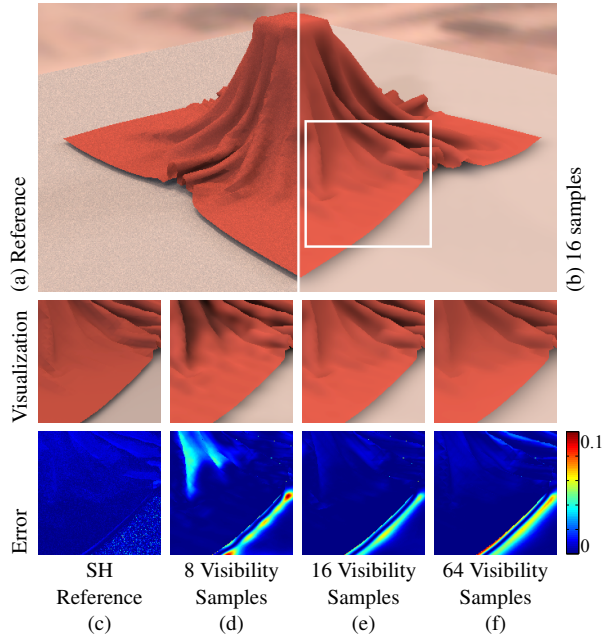 (a) Reference
(b) 16 samples
Visualization
Error
0.1
0
SH
Reference
(c)
8 Visibility
Samples
(d)
16 Visibility
Samples
(e)
64 Visibility
Samples
(f)